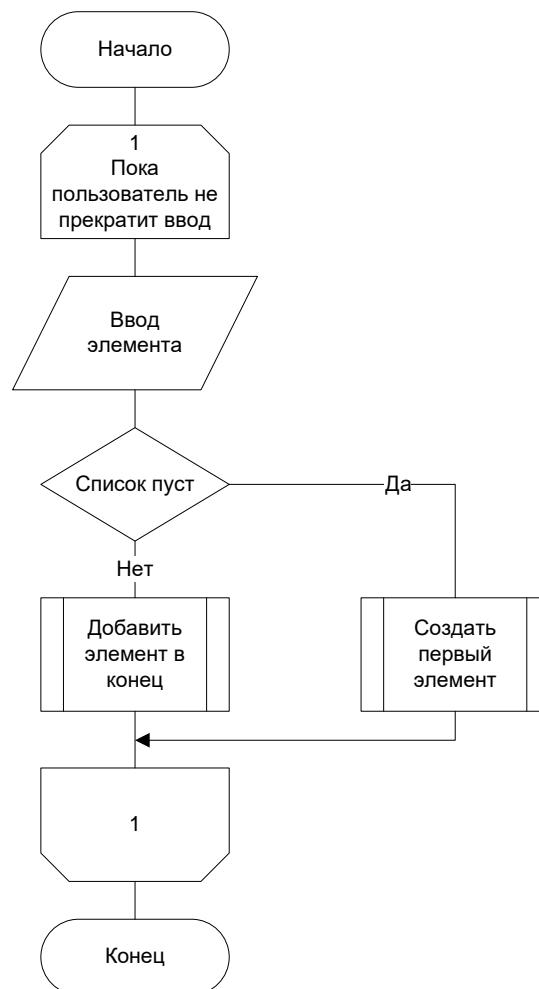 Начало
1
Пока
пользователь не
прекратит ввод
Ввод
элемента
Список пуст
Да
Нет
Добавить
элемент в
конец
Создать
первый
элемент
1
Конец